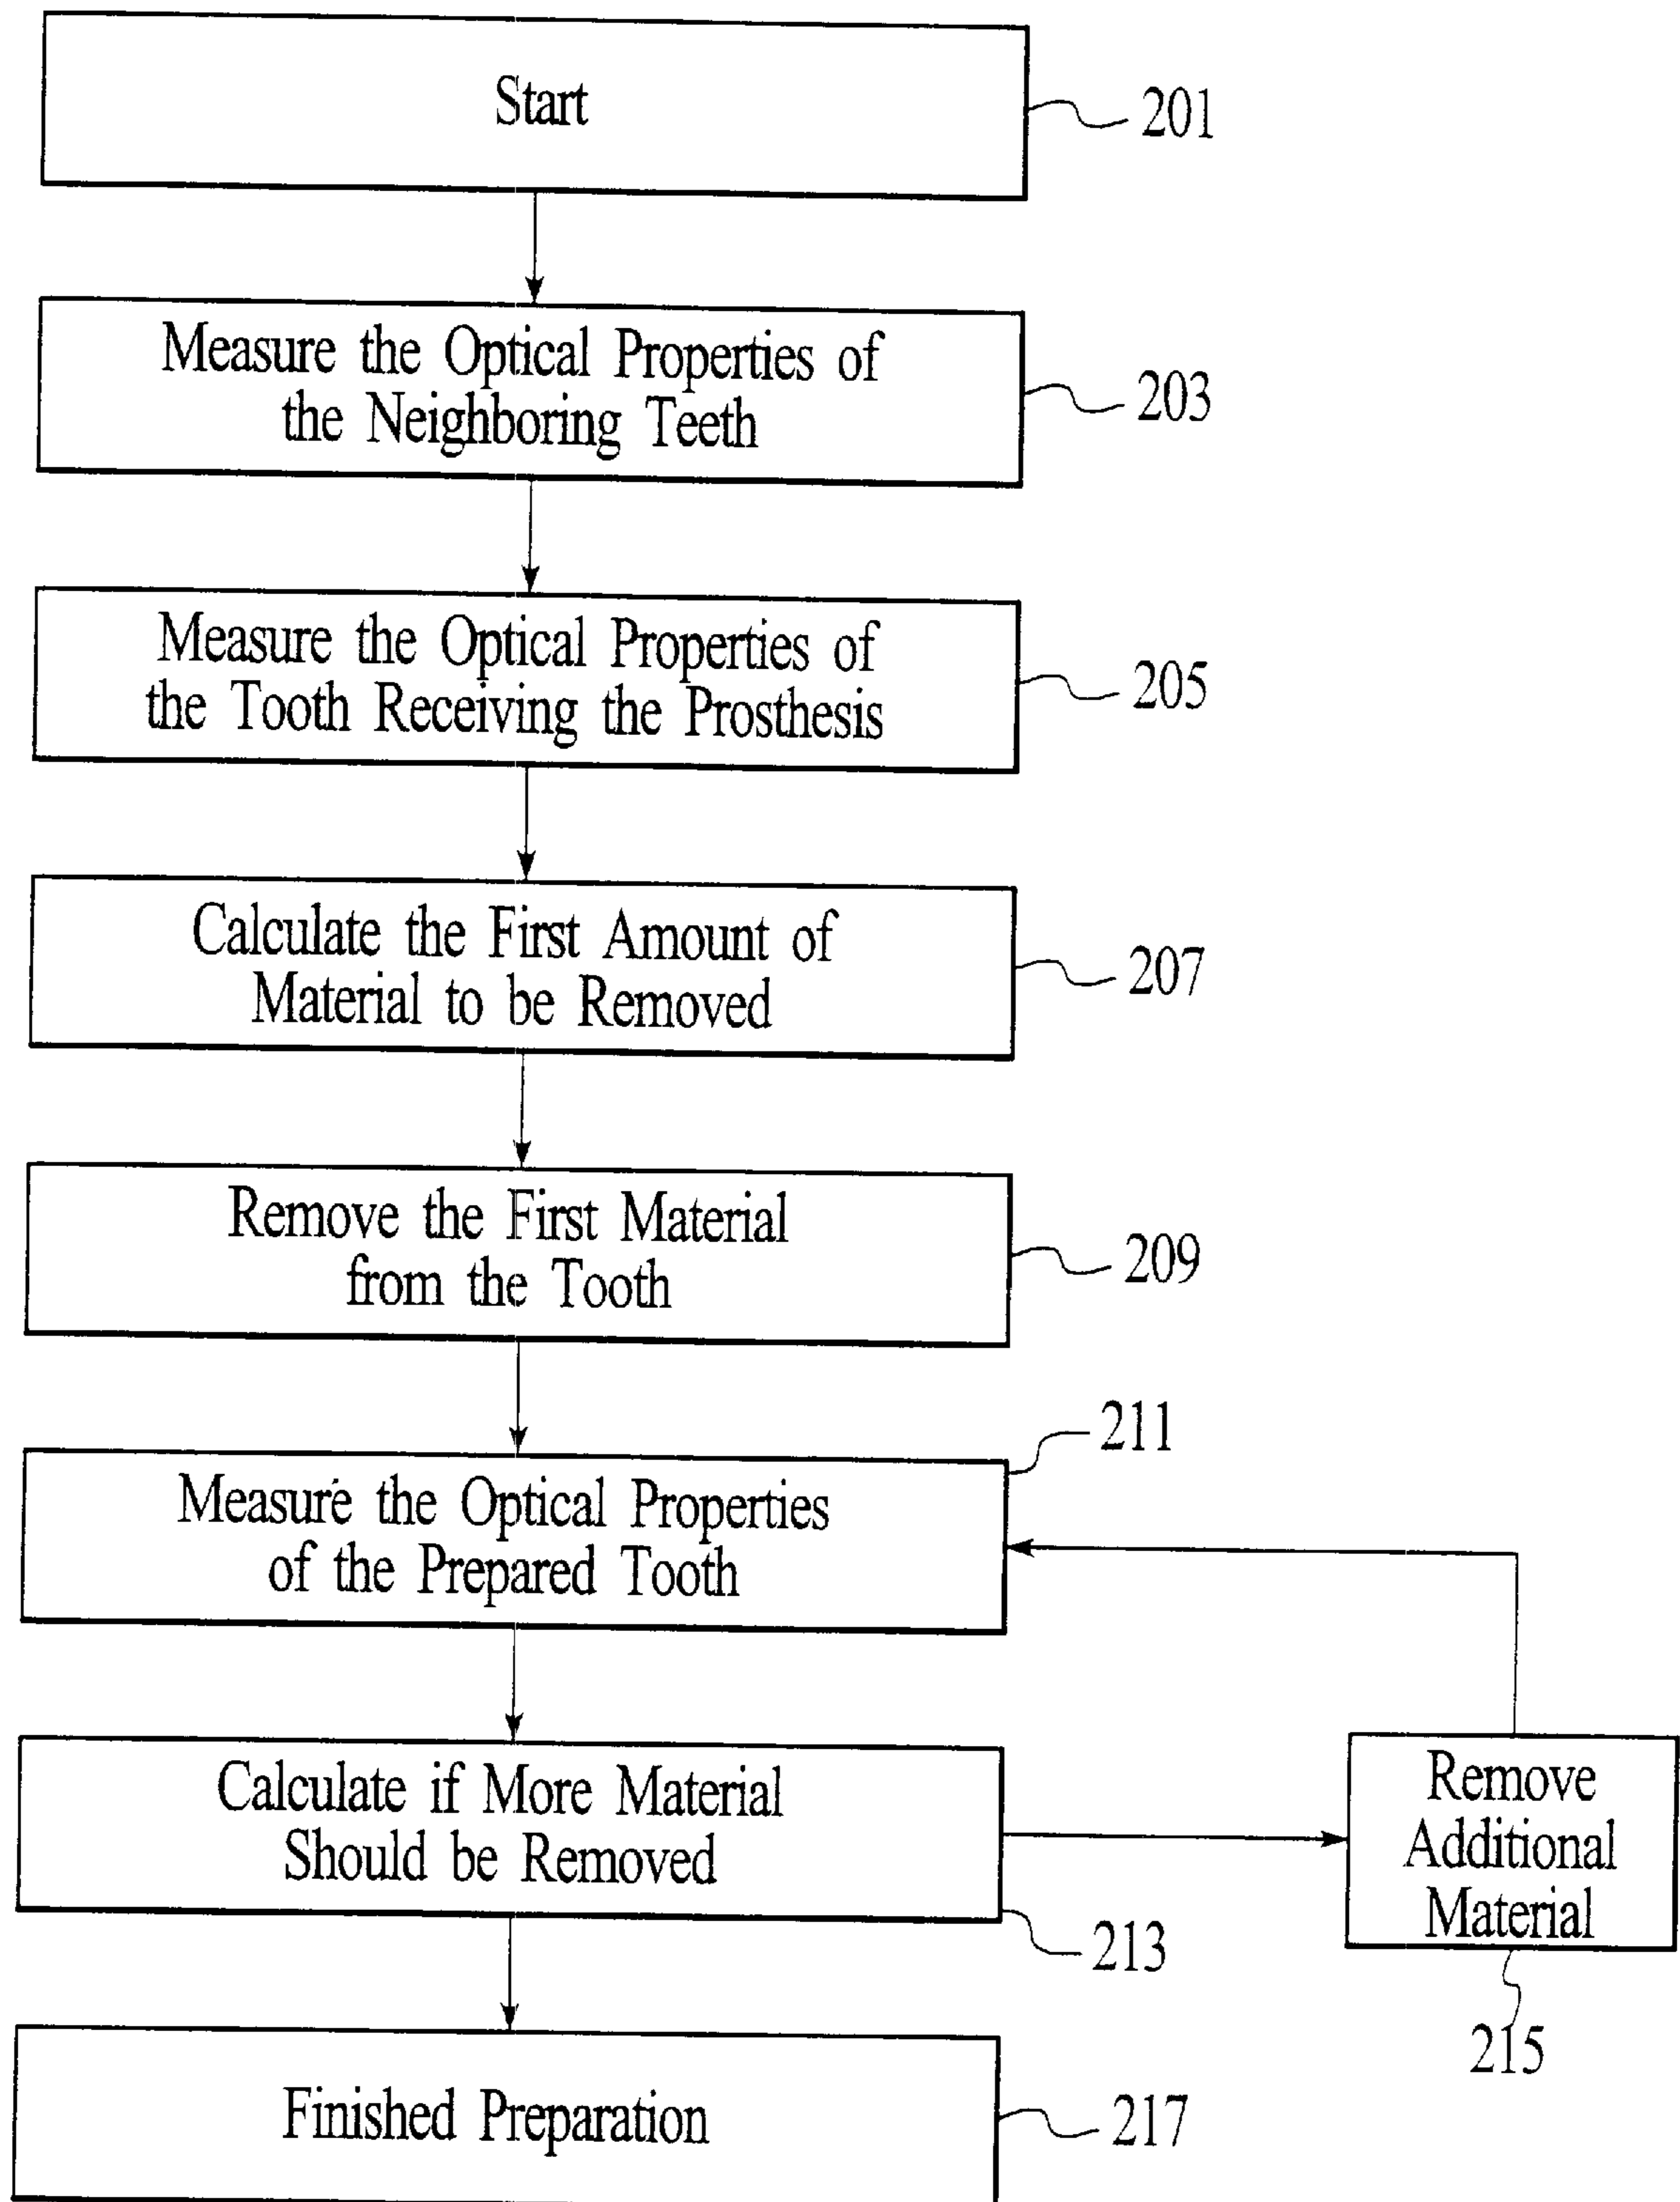 Start
201
Measure the Optical Properties of
the Neighboring Teeth
203
Measure the Optical Properties of
the Tooth Receiving the Prosthesis
205
Calculate the First Amount of
Material to be Removed
207
Remove the First Material
from the Tooth
209
211
Measure the Optical Properties
of the Prepared Tooth
Calculate if More Material
Should be Removed
213
Remove
Additional
Material
215
Finished Preparation
217